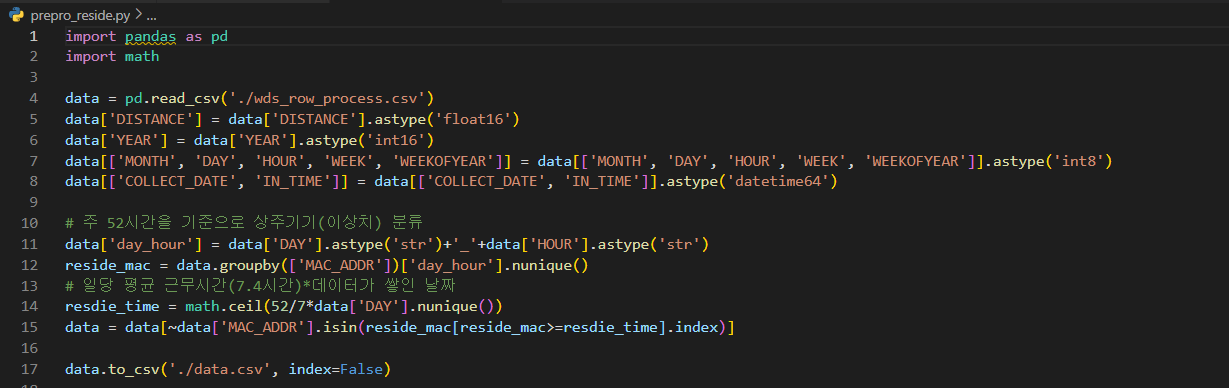 prepro_reside.py > ...
1 import pandas as pd
2 import math
3
4 data = pd.read_csv('./wds_row_process.csv')
5 data['DISTANCE'] = data['DISTANCE'].astype('float16')
6 data['YEAR'] = data['YEAR'].astype('int16')
7 data[['MONTH', 'DAY', 'HOUR', 'WEEK', 'WEEKOFYEAR']] = data[['MONTH', 'DAY', 'HOUR', 'WEEK', 'WEEKOFYEAR']].astype('int8')
8 data[['COLLECT_DATE', 'IN_TIME']] = data[['COLLECT_DATE', 'IN_TIME']].astype('datetime64')
9
10 # 주 52시간을 기준으로 상주기기(이상치) 분류
11 data['day_hour'] = data['DAY'].astype('str')+'_'+data['HOUR'].astype('str')
12 reside_mac = data.groupby(['MAC_ADDR'])['day_hour'].nunique()
13 # 일당 평균 근무시간(7.4시간)*데이터가 쌓인 날짜
14 resdie_time = math.ceil(52/7*data['DAY'].nunique())
15 data = data[~data['MAC_ADDR'].isin(reside_mac[reside_mac>=resdie_time].index)]
16
17 data.to_csv('./data.csv', index=False)
18